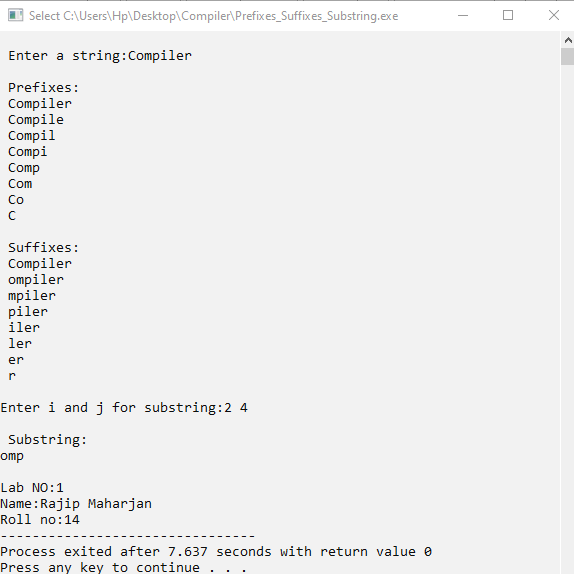 Select C:\Users\Hp\Desktop\Compiler\Prefixes_Suffixes_Substring.exe
Enter a string:Compiler
Prefixes:
Compiler
Compile
Compil
Compi
Comp
Com
Co
C
Suffixes:
Compiler
ompiler
mpiler
piler
iler
ler
er
r
Enter i and j for substring:2 4
Substring:
omp
Lab NO:1
Name:Rajip Maharjan
Roll no:14
--------------------------------
Process exited after 7.637 seconds with return value 0
Press any key to continue . . .